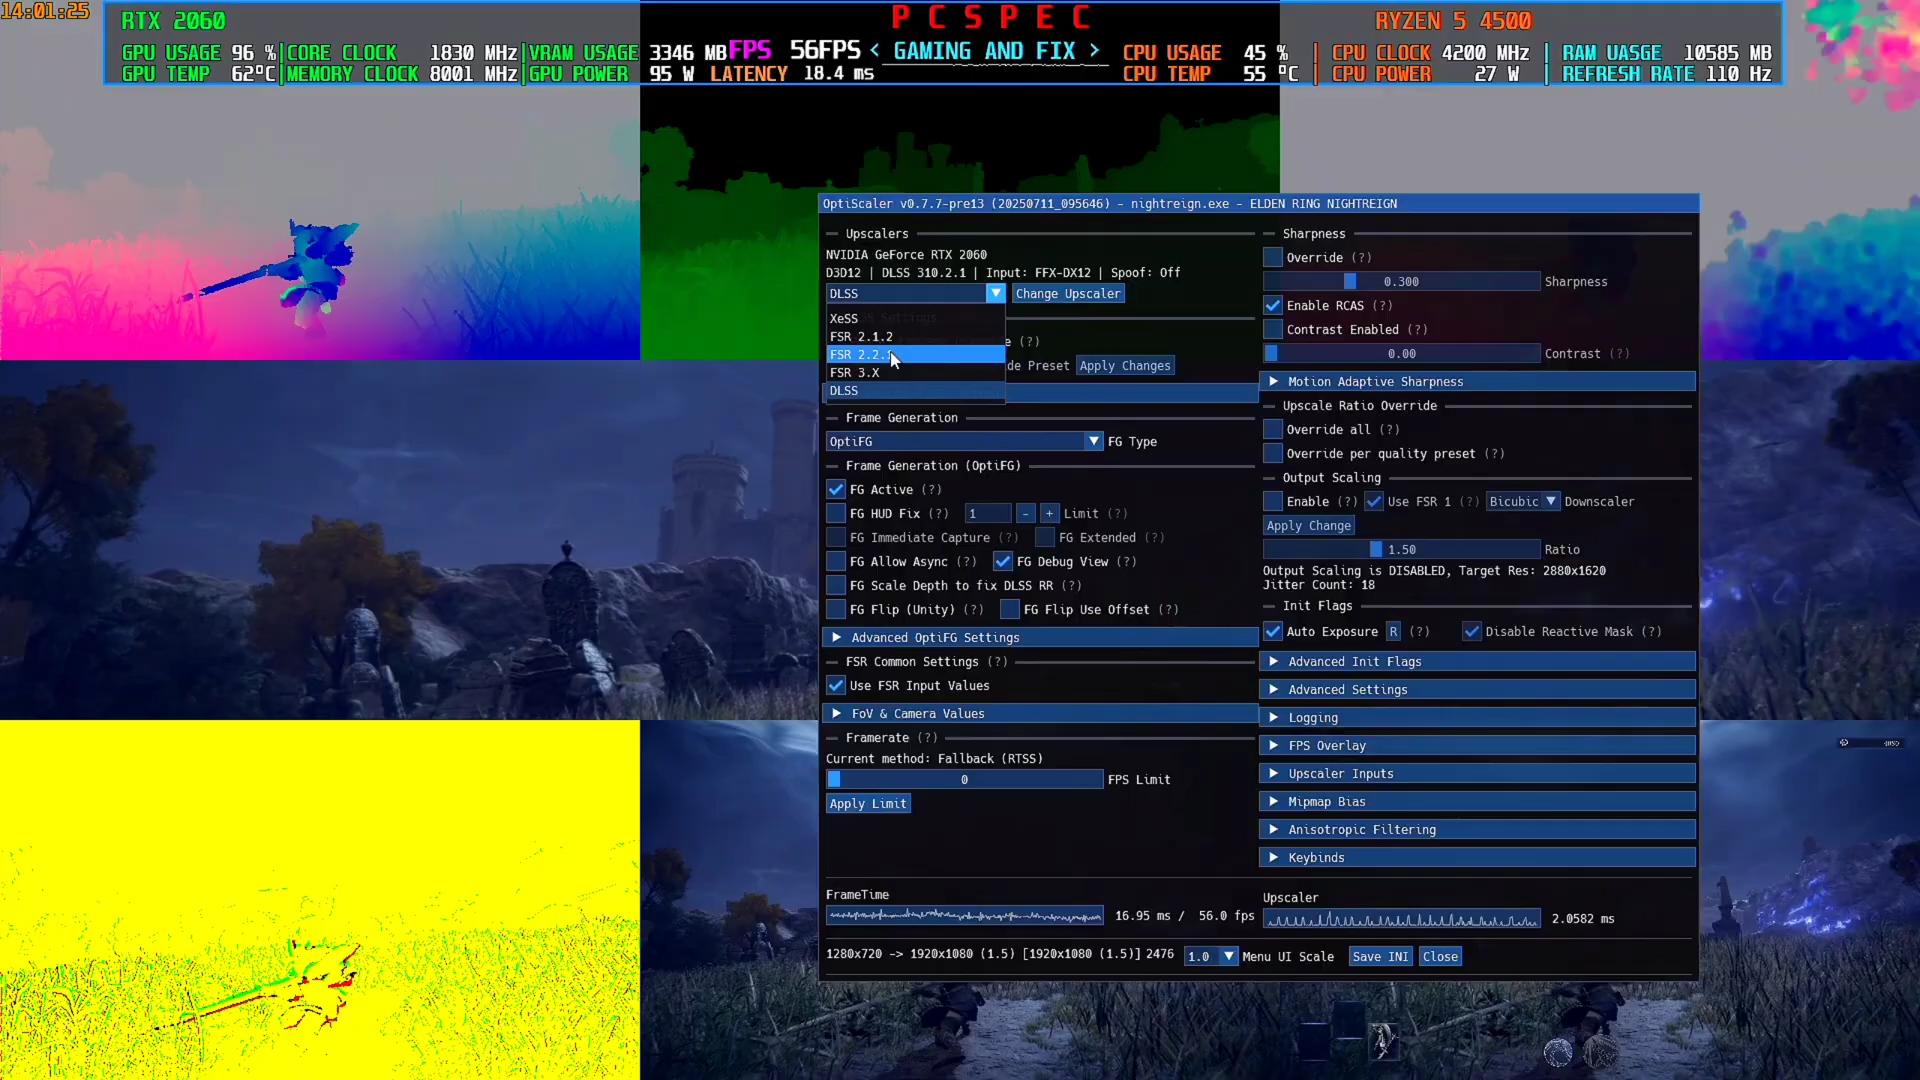 14:01:25
RTX 2060
P C S P E C
RYZEN 5 4500
GPU USAGE 96 % CORE CLOCK 1830 MHz VRAM USAGE 3346 MB FPS 56FPS < GAMING AND FIX > CPU USAGE 45 % CPU CLOCK 4200 MHz RAM UASGE 10585 MB
GPU TEMP 62°C MEMORY CLOCK 8001 MHz GPU POWER 95 W LATENCY 18.4 ms CPU TEMP 55 °C CPU POWER 27 W REFRESH RATE 110 Hz
OptiScaler v0.7.7-pre13 (20250711_095646) - nightreign.exe - ELDEN RING NIGHTREIGN
Upscalers
NVIDIA GeForce RTX 2060
D3D12 | DLSS 310.2.1 | Input: FFX-DX12 | Spoof: Off
DLSS Change Upscaler
XeSS
FSR 2.1.2
FSR 2.2.
FSR 3.X
DLSS
(?)
Preset Apply Changes
Frame Generation
OptiFG FG Type
Frame Generation (OptiFG)
FG Active (?)
FG HUD Fix (?) 1 - + Limit (?)
FG Immediate Capture (?) FG Extended (?)
FG Allow Async (?) FG Debug View (?)
FG Scale Depth to fix DLSS RR (?)
FG Flip (Unity) (?) FG Flip Use Offset (?)
Advanced OptiFG Settings
FSR Common Settings (?)
Use FSR Input Values
FoV & Camera Values
Framerate (?)
Current method: Fallback (RTSS)
0 FPS Limit
Apply Limit
Sharpness
Override (?)
0.300 Sharpness
Enable RCAS (?)
Contrast Enabled (?)
0.00 Contrast (?)
Motion Adaptive Sharpness
Upscale Ratio Override
Override all (?)
Override per quality preset (?)
Output Scaling
Enable (?) Use FSR 1 (?) Bicubic Downscaler
Apply Change
1.50 Ratio
Output Scaling is DISABLED, Target Res: 2880x1620
Jitter Count: 18
Init Flags
Auto Exposure R (?) Disable Reactive Mask (?)
Advanced Init Flags
Advanced Settings
Logging
FPS Overlay
Upscaler Inputs
Mipmap Bias
Anisotropic Filtering
Keybinds
FrameTime
16.95 ms / 56.0 fps
Upscaler
2.0582 ms
1280x720 -> 1920x1080 (1.5) [1920x1080 (1.5)] 2476 1.0 Menu UI Scale Save INI Close